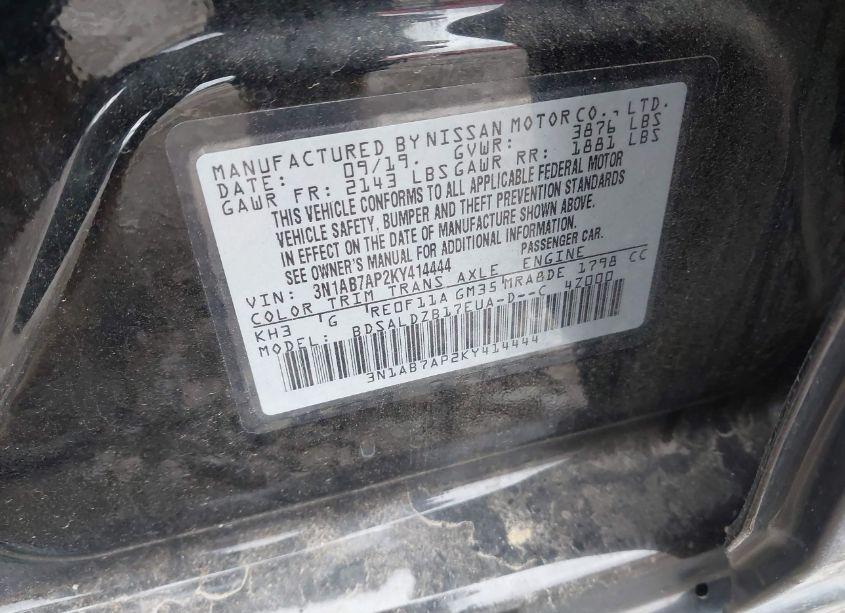 MANUFACTURED BY NISSAN MOTOR CO., LTD.
DATE: 09/19. GVWR: 3876 LBS
GAWR FR: 2143 LBS GAWR RR: 1881 LBS
THIS VEHICLE CONFORMS TO ALL APPLICABLE FEDERAL MOTOR
VEHICLE SAFETY, BUMPER AND THEFT PREVENTION STANDARDS
IN EFFECT ON THE DATE OF MANUFACTURE SHOWN ABOVE.
SEE OWNER'S MANUAL FOR ADDITIONAL INFORMATION.
VIN: 3N1AB7AP2KY414444 PASSENGER CAR.
COLOR TRIM TRANS AXLE ENGINE
KH3 G RE0F11A GM35 MRA8DE 1798 CC
MODEL: BDSALDZB17EUA-D--C 4Z000
3N1AB7AP2KY414444